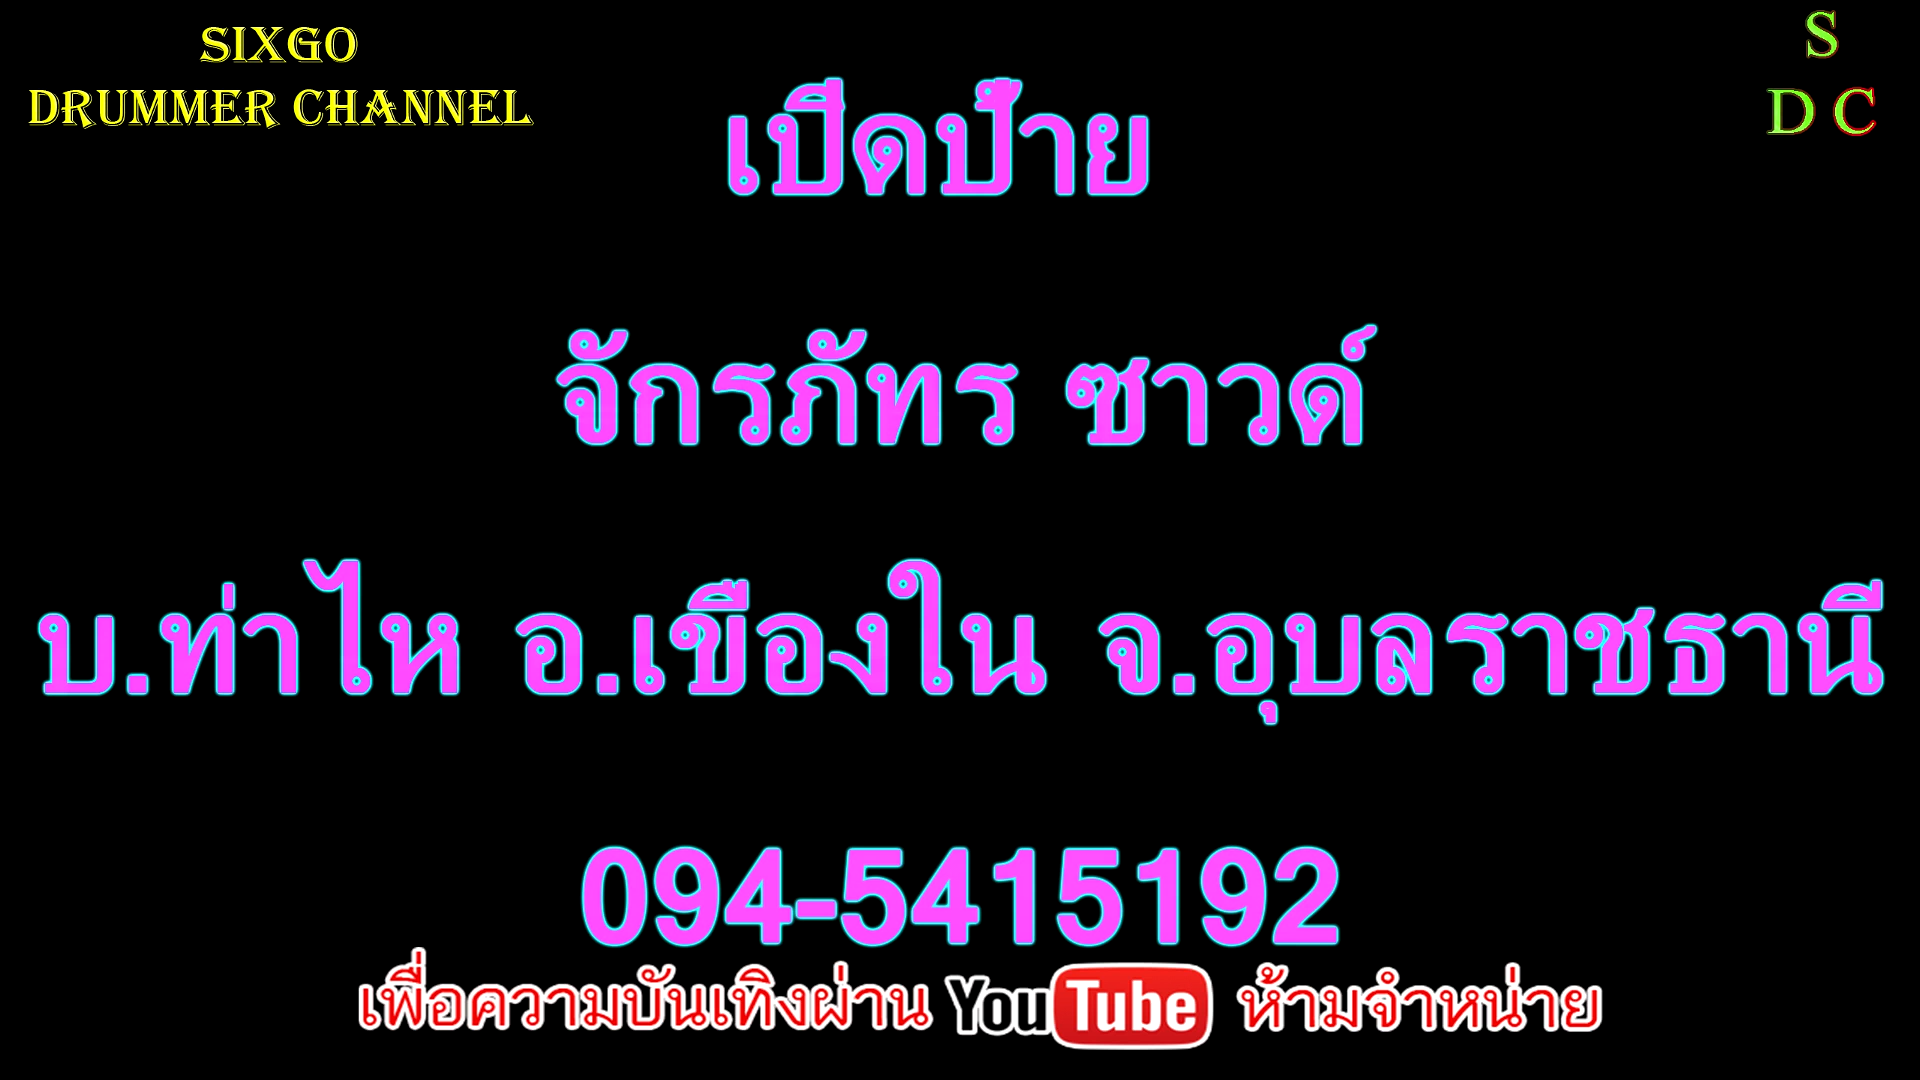 SIXGO
DRUMMER CHANNEL
S
D C
เปิดป้าย
จักรภัทร ซาวด์
บ.ท่าไห อ.เขืองใน จ.อุบลราชธานี
094-5415192
เพื่อความบันเทิงผ่าน YouTube ห้ามจำหน่าย